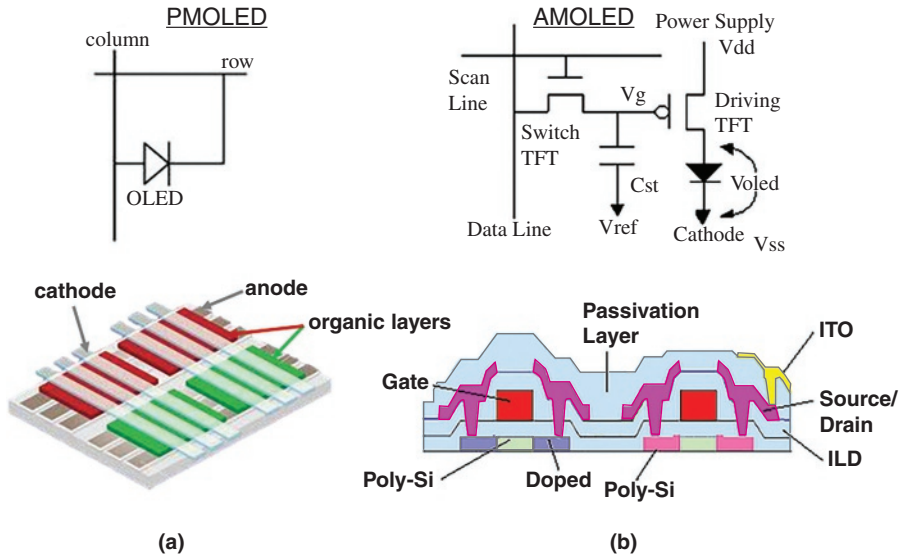 PMOLED
column
row
OLED
cathode
anode
organic layers
(a)
AMOLED
Power Supply
Vdd
Scan
Line
Vg
Switch
TFT
Driving
TFT
Cst
Voled
Data Line
Vref
Cathode
Vss
Passivation
Layer
ITO
Gate
Source/
Drain
ILD
Poly-Si
Doped
Poly-Si
(b)